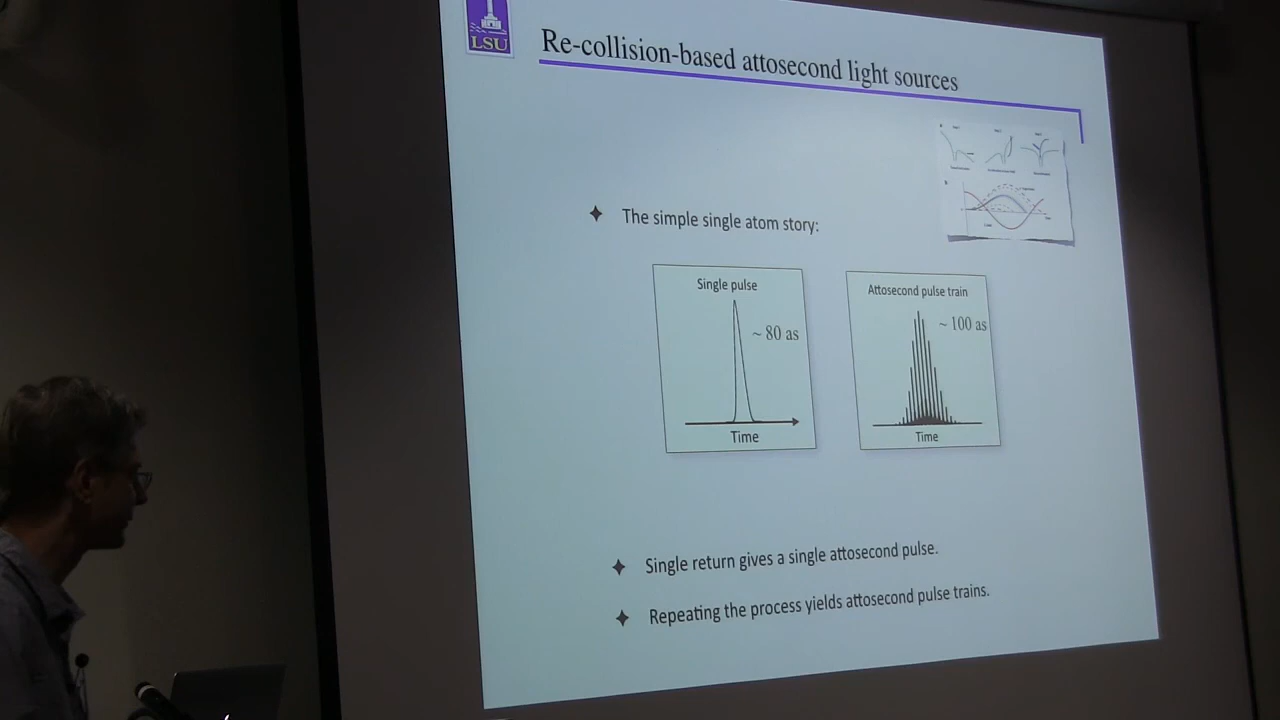 LSU
Re-collision-based attosecond light sources
The simple single atom story:
Single pulse
~ 80 as
Time
Attosecond pulse train
~ 100 as
Time
Single return gives a single attosecond pulse.
Repeating the process yields attosecond pulse trains.